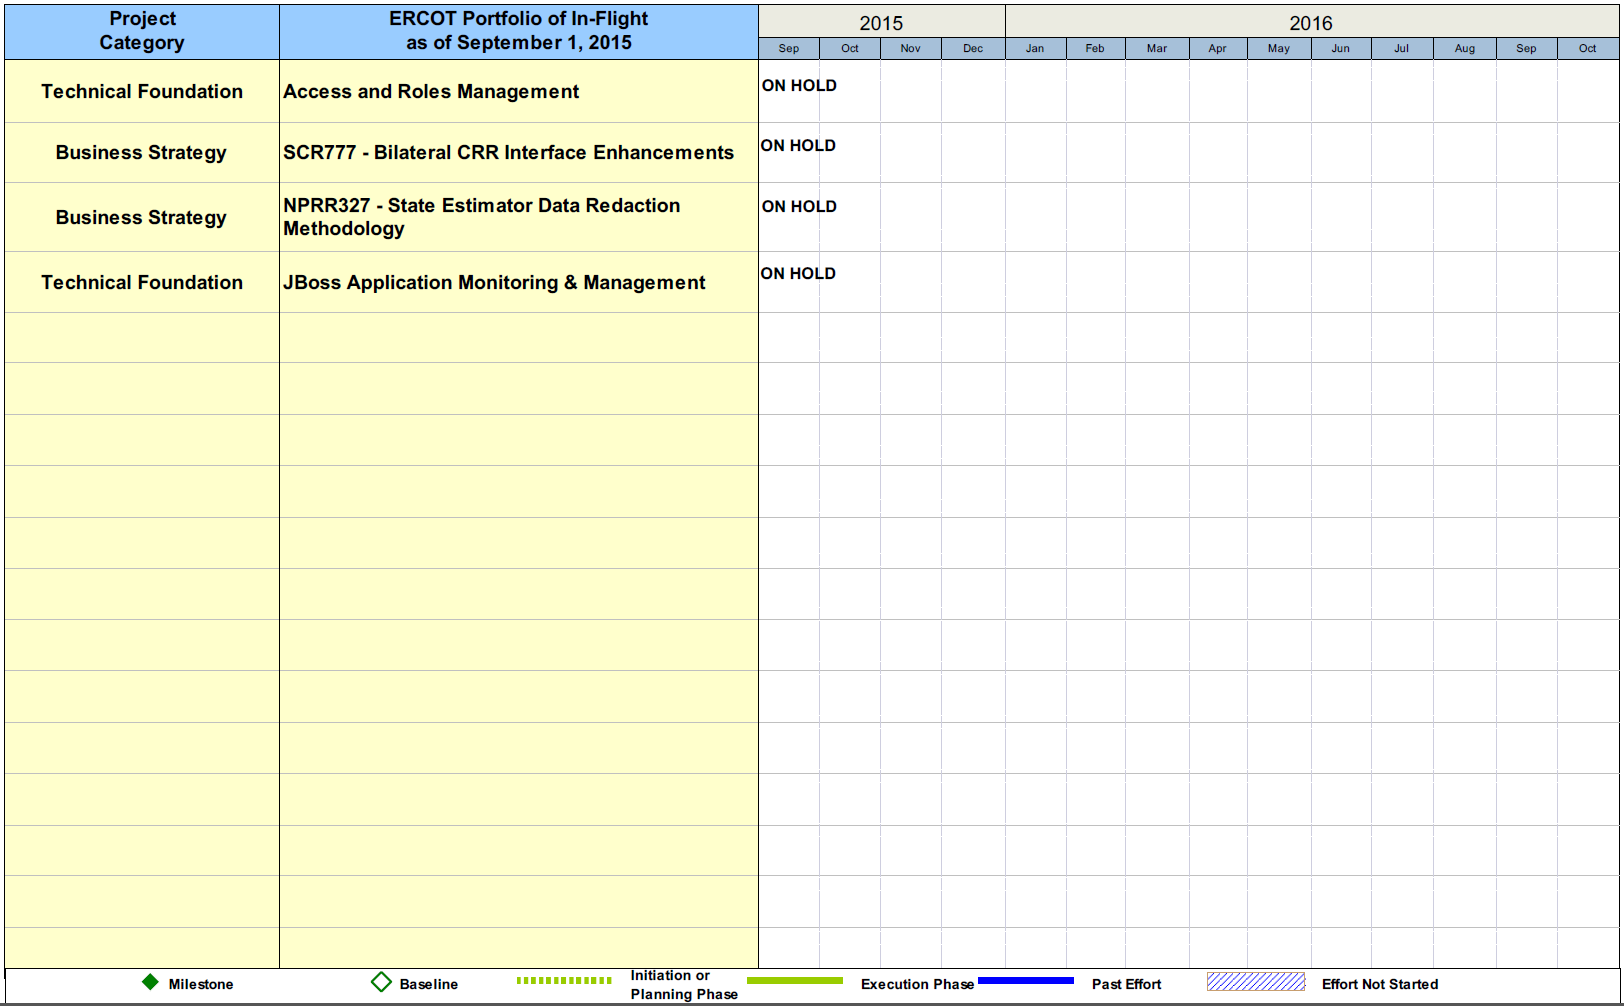 Project
Category
ERCOT Portfolio of In-Flight
as of September 1, 2015
2015
2016
Sep Oct Nov Dec Jan Feb Mar Apr May Jun Jul Aug Sep Oct
Technical Foundation
Access and Roles Management
ON HOLD
Business Strategy
SCR777 - Bilateral CRR Interface Enhancements
ON HOLD
Business Strategy
NPRR327 - State Estimator Data Redaction
Methodology
ON HOLD
Technical Foundation
JBoss Application Monitoring & Management
ON HOLD
Milestone
Baseline
Initiation or
Planning Phase
Execution Phase
Past Effort
Effort Not Started